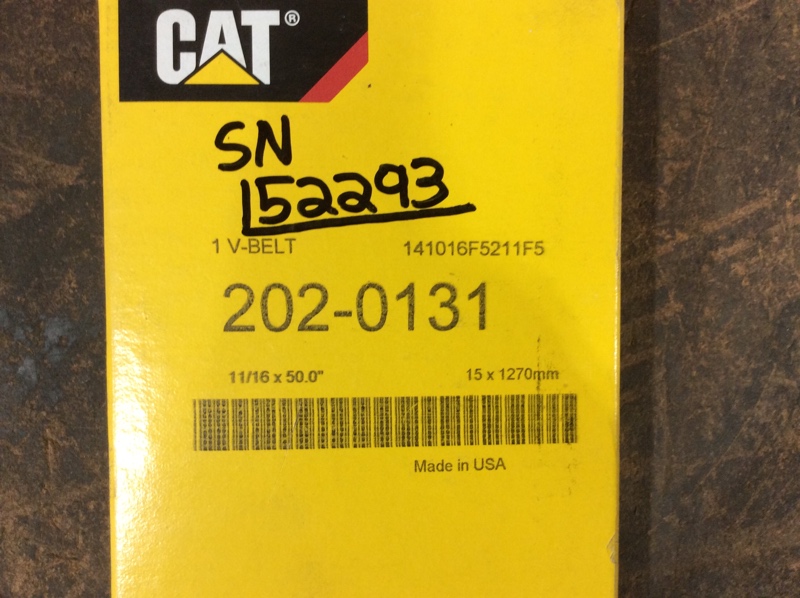 CAT®
SN
152293
1 V-BELT 141016F5211F5
202-0131
11/16 x 50.0" 15 x 1270mm
Made in USA